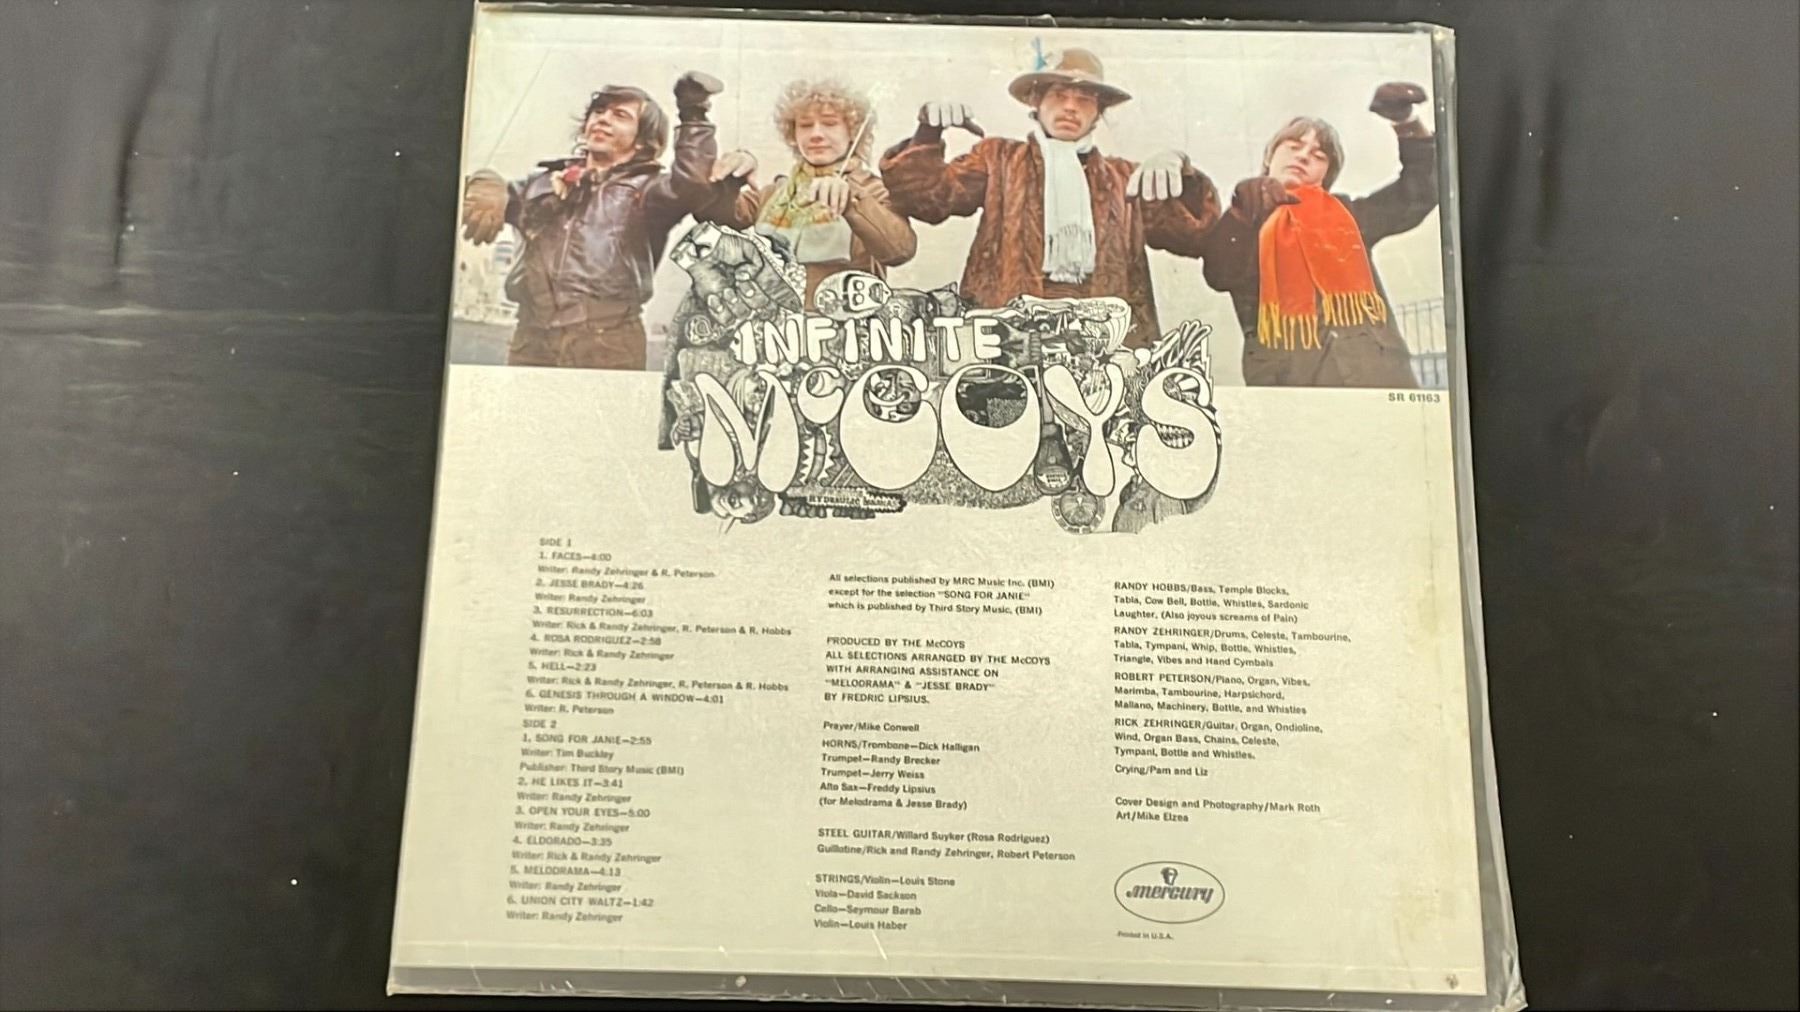 INFINITE
McCOYS
HYDRAULIC
SR 61163
SIDE 1
1. FACES—4:00
Writer: Randy Zehringer & R. Peterson
2. JESSE BRADY—4:26
Writer: Randy Zehringer
3. RESURRECTION—6:03
Writer: Rick & Randy Zehringer, R. Peterson & R. Hobbs
4. ROSA RODRIGUEZ—2:58
Writer: Rick & Randy Zehringer
5. HELL—2:23
Writer: Rick & Randy Zehringer, R. Peterson & R. Hobbs
6. GENESIS THROUGH A WINDOW—4:01
Writer: R. Peterson
SIDE 2
1. SONG FOR JANIE—2:55
Writer: Tim Buckley
Publisher: Third Story Music (BMI)
2. HE LIKES IT—3:41
Writer: Randy Zehringer
3. OPEN YOUR EYES—5:00
Writer: Randy Zehringer
4. ELDORADO—3:35
Writer: Rick & Randy Zehringer
5. MELODRAMA—4:13
Writer: Randy Zehringer
6. UNION CITY WALTZ—1:42
Writer: Randy Zehringer
All selections published by MRC Music Inc. (BMI)
except for the selection "SONG FOR JANIE"
which is published by Third Story Music, (BMI)
PRODUCED BY THE McCOYS
ALL SELECTIONS ARRANGED BY THE McCOYS
WITH ARRANGING ASSISTANCE ON
"MELODRAMA" & "JESSE BRADY"
BY FREDRIC LIPSIUS.
Prayer/Mike Conwell
HORNS/Trombone—Dick Halligan
Trumpet—Randy Brecker
Trumpet—Jerry Weiss
Alto Sax—Freddy Lipsius
(for Melodrama & Jesse Brady)
STEEL GUITAR/Willard Suyker (Rosa Rodriguez)
Guillotine/Rick and Randy Zehringer, Robert Peterson
STRINGS/Violin—Louis Stone
Viola—David Sackson
Cello—Seymour Barab
Violin—Louis Haber
RANDY HOBBS/Bass, Temple Blocks,
Tabla, Cow Bell, Bottle, Whistles, Sardonic
Laughter, (Also joyous screams of Pain)
RANDY ZEHRINGER/Drums, Celeste, Tambourine,
Tabla, Tympani, Whip, Bottle, Whistles,
Triangle, Vibes and Hand Cymbals
ROBERT PETERSON/Piano, Organ, Vibes,
Marimba, Tambourine, Harpsichord,
Mallano, Machinery, Bottle, and Whistles
RICK ZEHRINGER/Guitar, Organ, Ondioline,
Wind, Organ Bass, Chains, Celeste,
Tympani, Bottle and Whistles.
Crying/Pam and Liz
Cover Design and Photography/Mark Roth
Art/Mike Elzea
mercury
Printed in U.S.A.